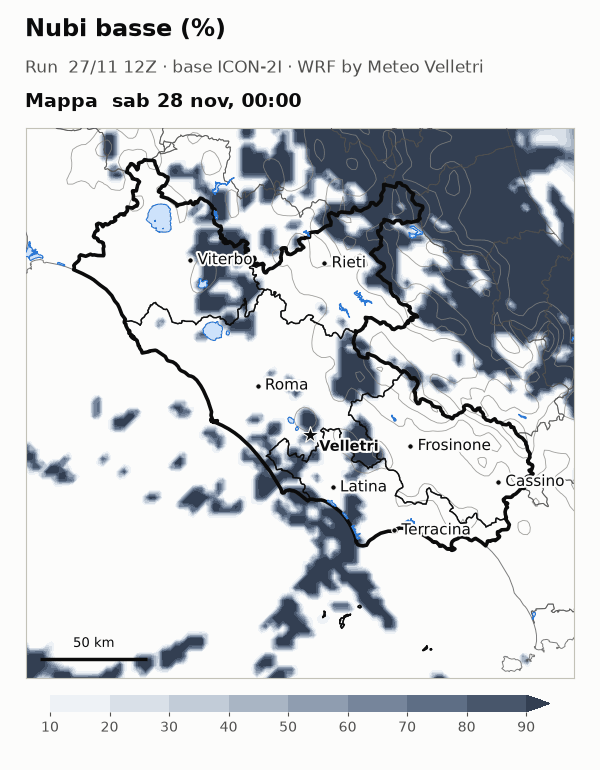 Nubi basse (%)
Run 27/11 12Z · base ICON-2I · WRF by Meteo Velletri
Mappa sab 28 nov, 00:00
Viterbo
Rieti
Roma
Velletri
Frosinone
Latina
Cassino
Terracina
50 km
10 20 30 40 50 60 70 80 90